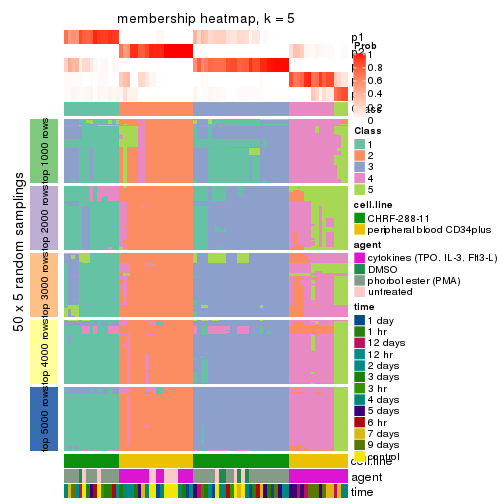 membership heatmap, k = 5
p1
Prob
1
0.8
0.6
0.4
0.2
0
Class
1
2
3
4
5
cell.line
CHRF-288-11
peripheral blood CD34plus
agent
cytokines (TPO. IL-3. Flt3-L)
DMSO
phorbol ester (PMA)
untreated
time
1 day
1 hr
12 days
12 hr
2 days
3 days
3 hr
4 days
5 days
6 hr
7 days
9 days
control
cell.line
agent
time
50 x 5 random samplings
top 1000 rows
top 2000 rows
top 3000 rows
top 4000 rows
top 5000 rows